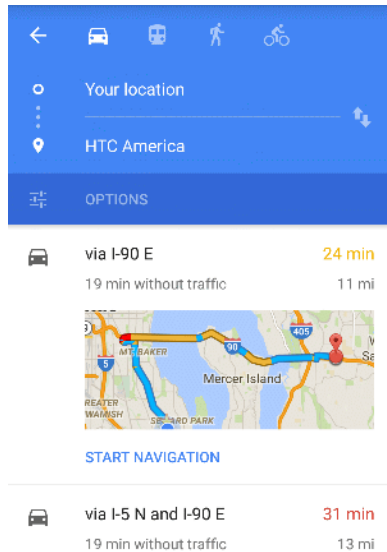 Your location
HTC America
OPTIONS
via I-90 E
24 min
19 min without traffic
11 mi
405
MT BAKER
90
5
Mercer Island
SEWARD PARK
START NAVIGATION
via I-5 N and I-90 E
31 min
19 min without traffic
13 mi